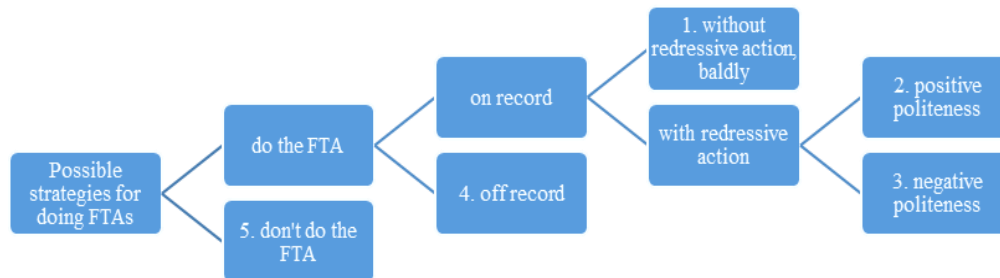 Possible
strategies for
doing FTAs
do the FTA
5. don't do the
FTA
on record
4. off record
1. without
redressive action,
baldly
with redressive
action
2. positive
politeness
3. negative
politeness